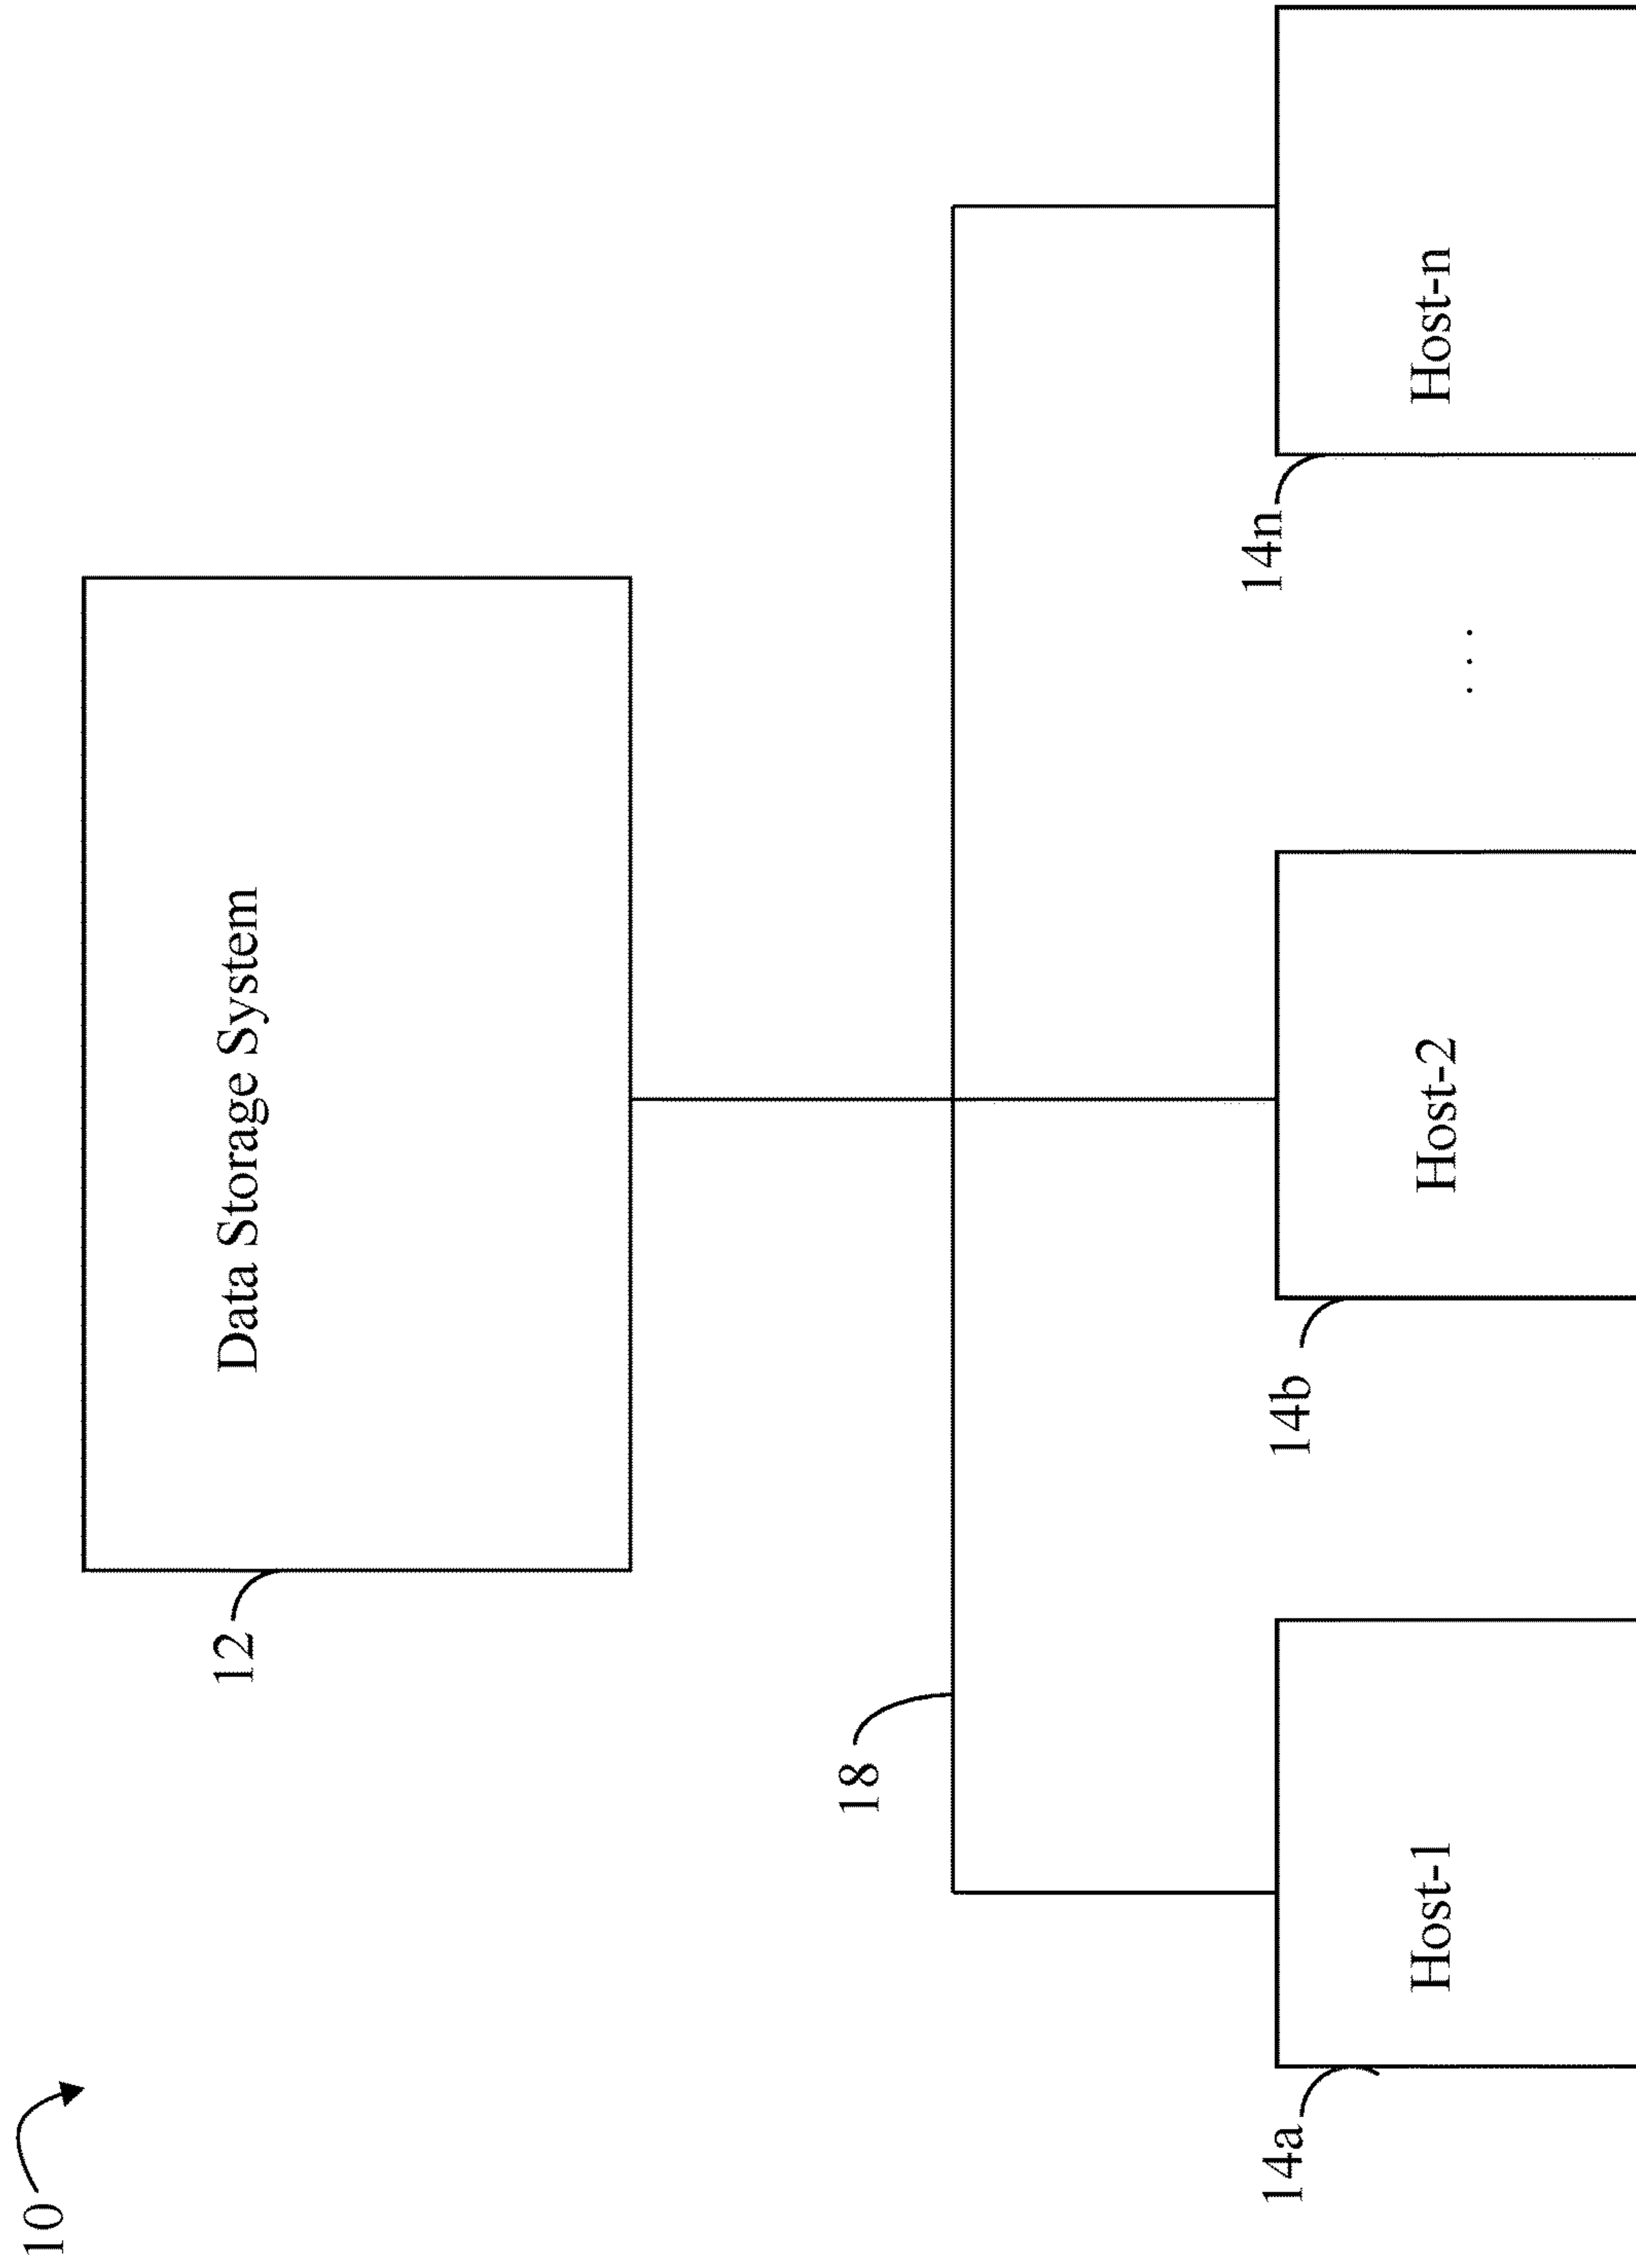 10
12
Data Storage System
18
14a
Host-1
14b
Host-2
. . .
14n
Host-n